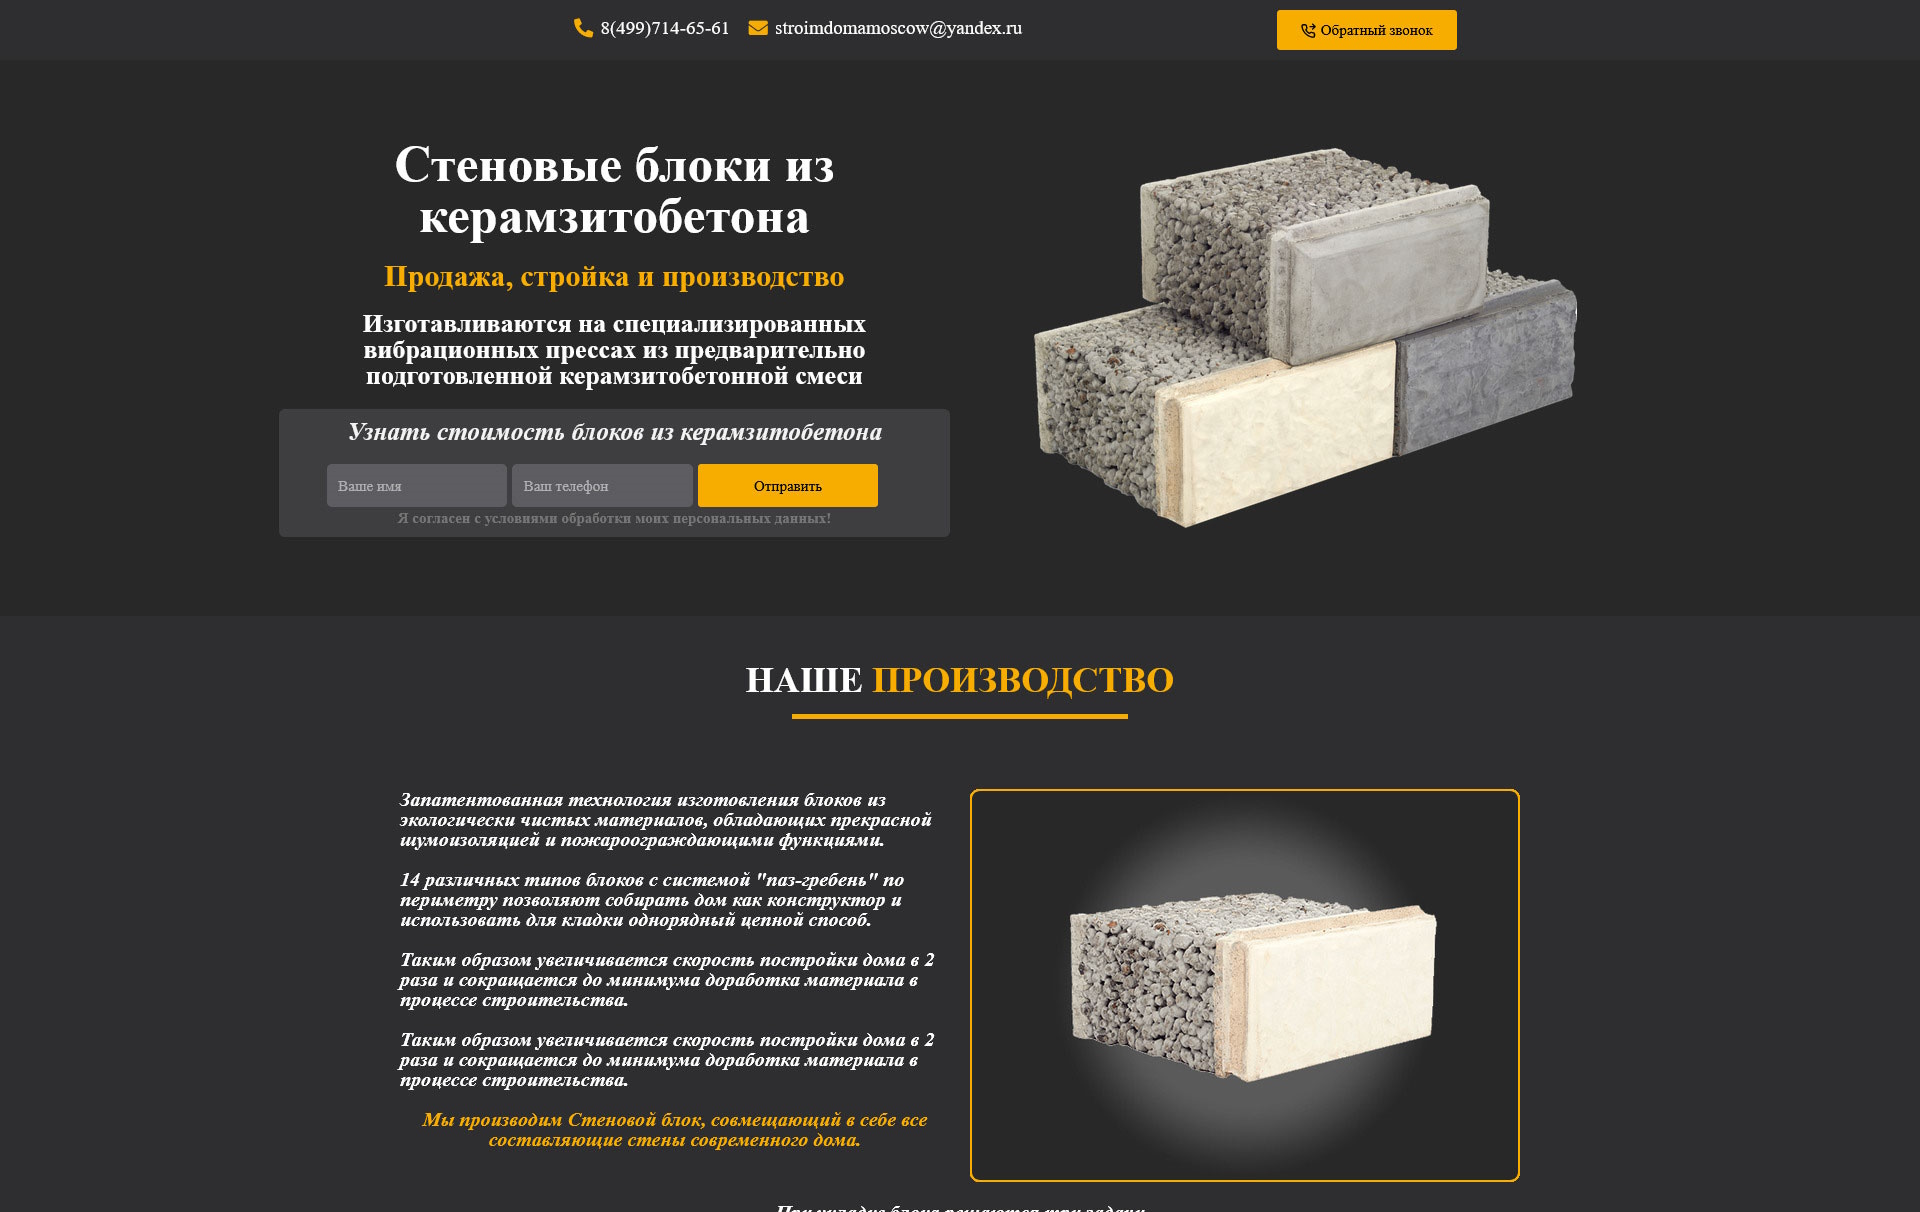 8(499)714-65-61 stroimdomamoscow@yandex.ru
Обратный звонок
Стеновые блоки из
керамзитобетона
Продажа, стройка и производство
Изготавливаются на специализированных
вибрационных прессах из предварительно
подготовленной керамзитобетонной смеси
Узнать стоимость блоков из керамзитобетона
Ваше имя
Ваш телефон
Отправить
Я согласен с условиями обработки моих персональных данных!
НАШЕ ПРОИЗВОДСТВО
Запатентованная технология изготовления блоков из
экологически чистых материалов, обладающих прекрасной
шумоизоляцией и пожароограждающими функциями.
14 различных типов блоков с системой "паз-гребень" по
периметру позволяют собирать дом как конструктор и
использовать для кладки однорядный цепной способ.
Таким образом увеличивается скорость постройки дома в 2
раза и сокращается до минимума доработка материала в
процессе строительства.
Таким образом увеличивается скорость постройки дома в 2
раза и сокращается до минимума доработка материала в
процессе строительства.
Мы производим Стеновой блок, совмещающий в себе все
составляющие стены современного дома.
При укладке блока решаются три задачи